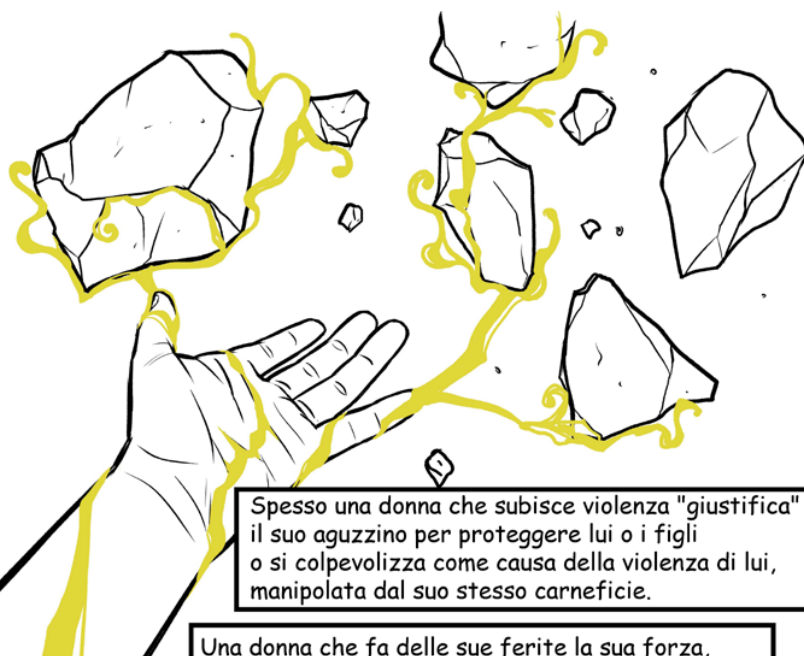 Spesso una donna che subisce violenza "giustifica"
il suo aguzzino per proteggere lui o i figli
o si colpevolizza come causa della violenza di lui,
manipolata dal suo stesso carneficie.
Una donna che fa delle sue ferite la sua forza,